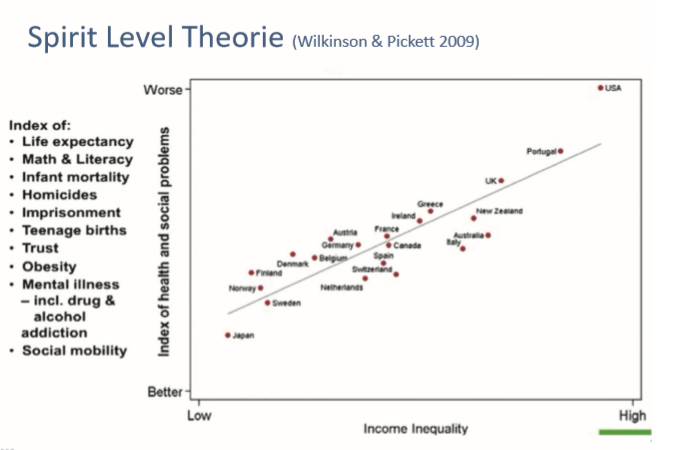 Spirit Level Theorie (Wilkinson & Pickett 2009)
Index of:
• Life expectancy
• Math & Literacy
• Infant mortality
• Homicides
• Imprisonment
• Teenage births
• Trust
• Obesity
• Mental illness
– incl. drug &
alcohol
addiction
• Social mobility
Index of health and social problems
Worse
Better
USA
Portugal
UK
Greece
New Zealand
Ireland
Austria
France
Australia
Germany
Canada
Italy
Belgium
Spain
Denmark
Switzerland
Finland
Netherlands
Norway
Sweden
Japan
Low
High
Income Inequality